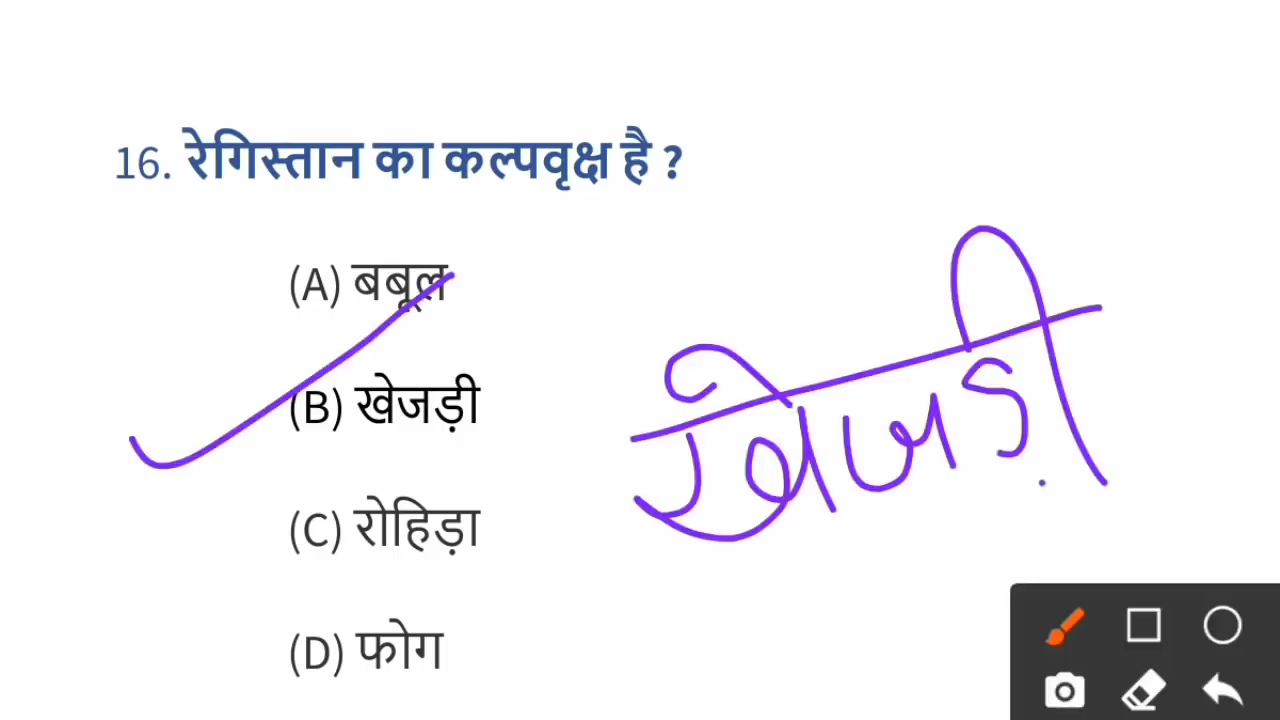 16. रेगिस्तान का कल्पवृक्ष है ?
(A) बबूल
(B) खेजड़ी
खेजड़ी
(C) रोहिड़ा
(D) फोग